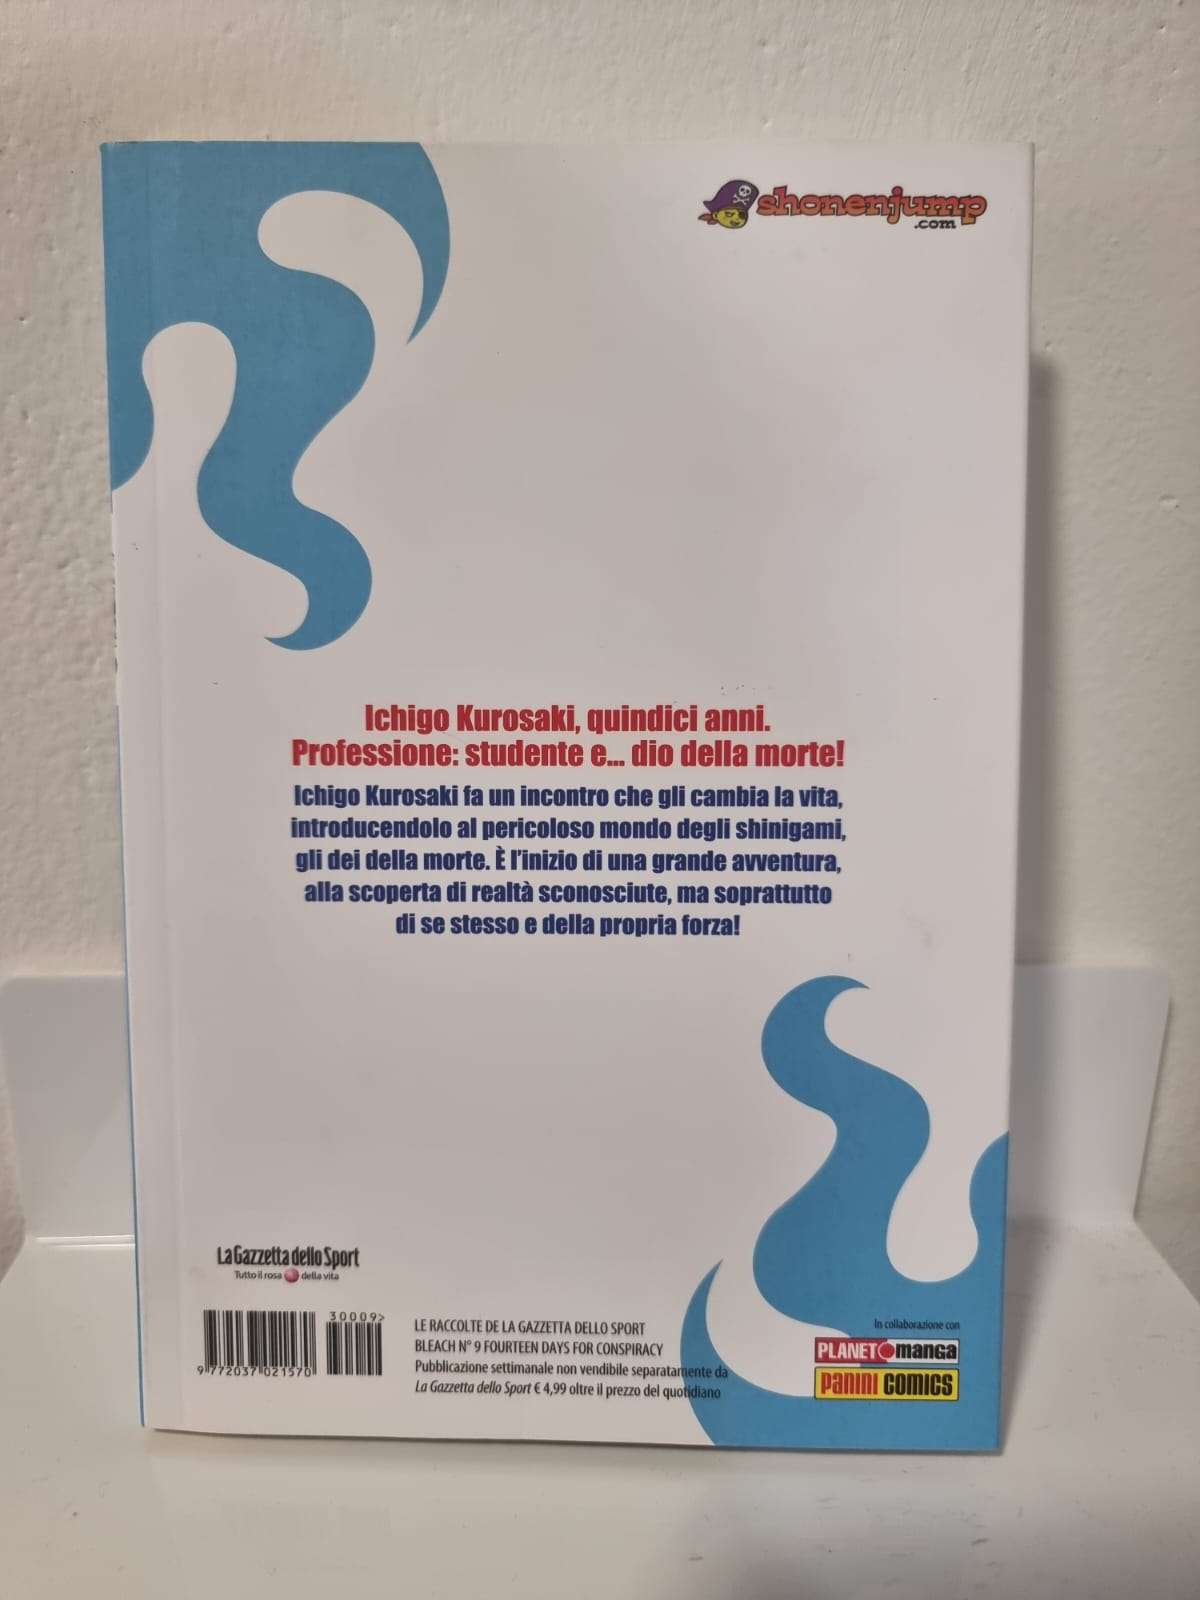 shonenjump
.com
Ichigo Kurosaki, quindici anni.
Professione: studente e... dio della morte!
Ichigo Kurosaki fa un incontro che gli cambia la vita,
introducendolo al pericoloso mondo degli shinigami,
gli dei della morte. È l'inizio di una grande avventura,
alla scoperta di realtà sconosciute, ma soprattutto
di se stesso e della propria forza!
La Gazzetta dello Sport
Tutto il rosa della vita
30009>
9 772037 021570
LE RACCOLTE DE LA GAZZETTA DELLO SPORT
BLEACH N° 9 FOURTEEN DAYS FOR CONSPIRACY
Pubblicazione settimanale non vendibile separatamente da
La Gazzetta dello Sport € 4,99 oltre il prezzo del quotidiano
In collaborazione con
PLANET manga
PANINI COMICS